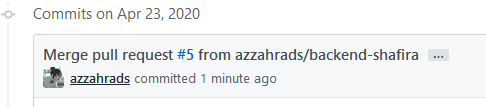 Commits on Apr 23, 2020
Merge pull request #5 from azzahrads/backend-shafira ...
azzahrads committed 1 minute ago